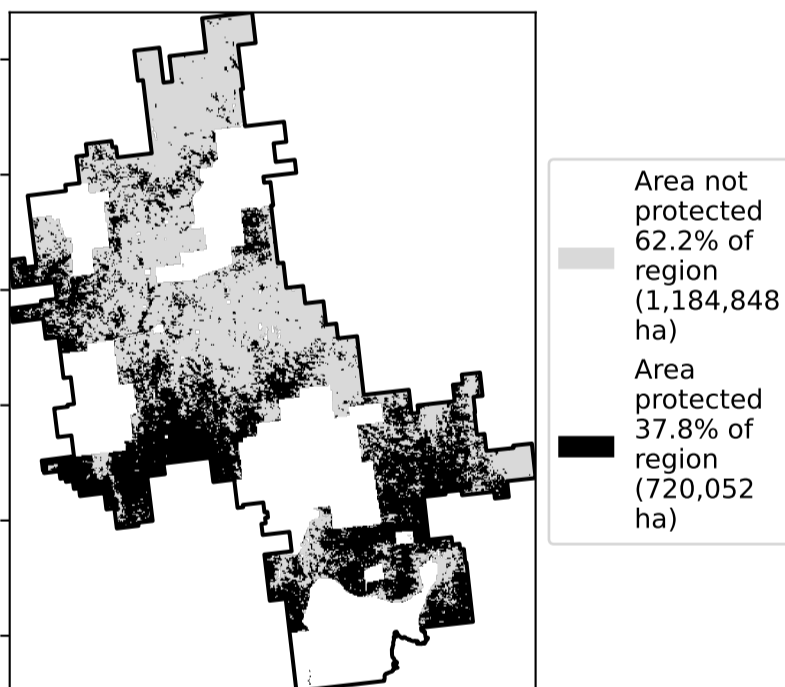 Area not
protected
62.2% of
region
(1,184,848
ha)
Area
protected
37.8% of
region
(720,052
ha)